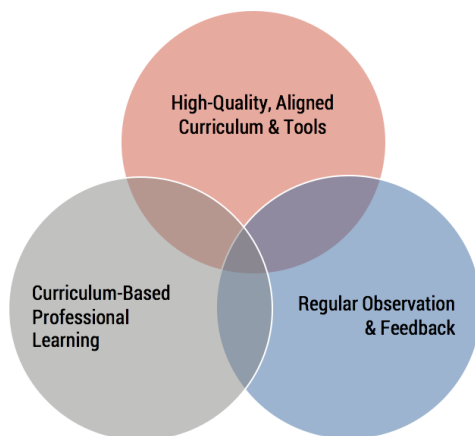 High-Quality, Aligned
Curriculum & Tools
Curriculum-Based
Professional
Learning
Regular Observation
& Feedback